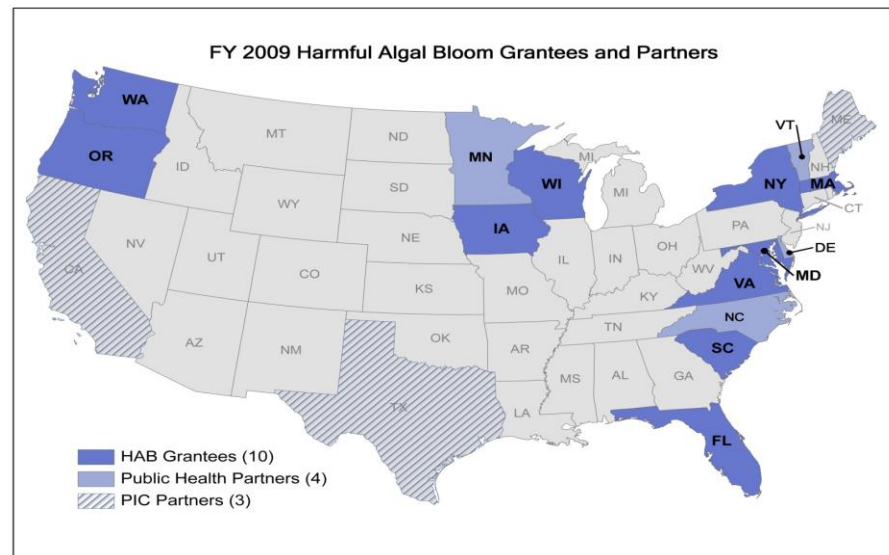 FY 2009 Harmful Algal Bloom Grantees and Partners
WA
MT
ND
MN
MI
VT
ME
OR
ID
SD
WI
NY
NH
MA
WY
MI
CT
IA
PA
NJ
NE
NV
UT
CO
IL
IN
OH
DE
MD
WV
VA
CA
KS
MO
KY
NC
TN
AZ
NM
OK
AR
SC
MS
AL
GA
TX
LA
FL
HAB Grantees (10)
Public Health Partners (4)
PIC Partners (3)